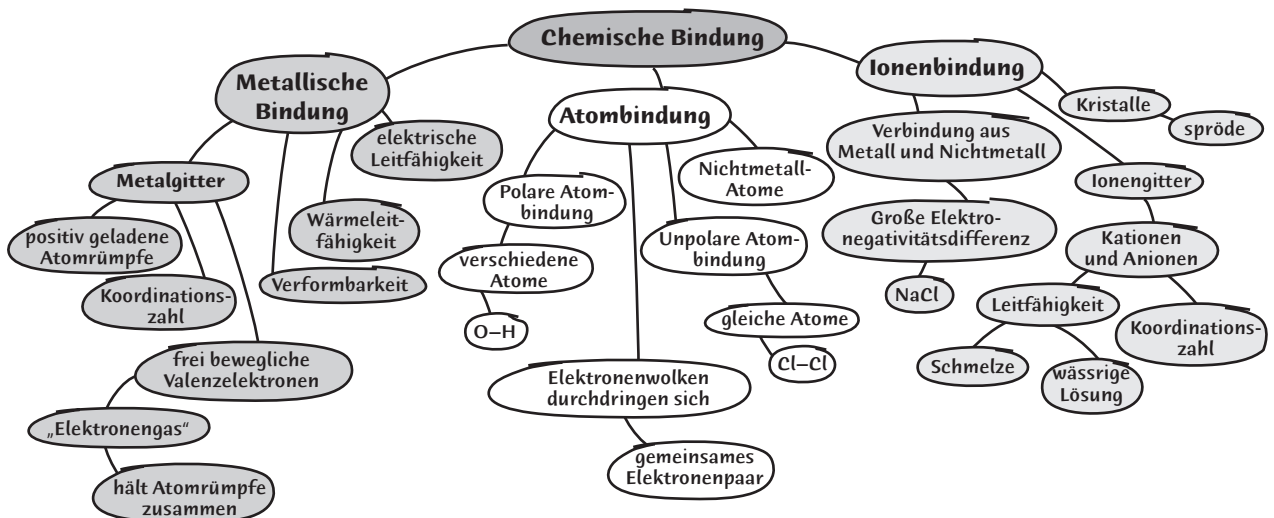 Chemische Bindung
Metallische
Bindung
elektrische
Leitfähigkeit
Metalgitter
positiv geladene
Atomrümpfe
Koordinations-
zahl
Wärmeleit-
fähigkeit
Verformbarkeit
frei bewegliche
Valenzelektronen
„Elektronengas“
hält Atomrümpfe
zusammen
Atombindung
Polare Atom-
bindung
verschiedene
Atome
O–H
Nichtmetall-
Atome
Unpolare Atom-
bindung
gleiche Atome
Cl–Cl
Elektronenwolken
durchdringen sich
gemeinsames
Elektronenpaar
Ionenbindung
Kristalle
spröde
Verbindung aus
Metall und Nichtmetall
Große Elektro-
negativitätsdifferenz
NaCl
Ionengitter
Kationen
und Anionen
Leitfähigkeit
Schmelze
wässrige
Lösung
Koordinations-
zahl